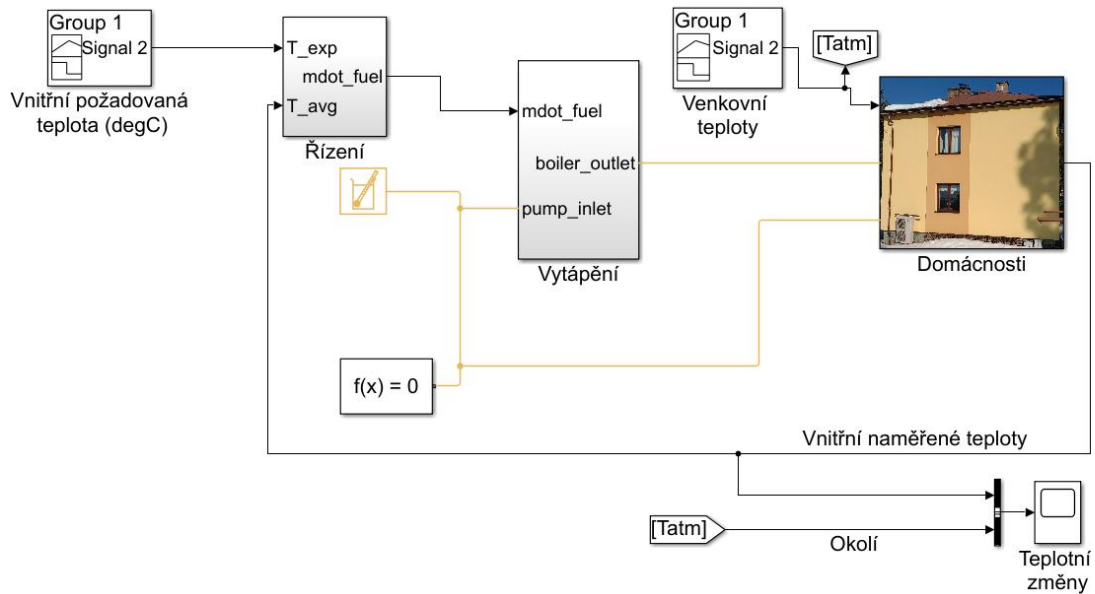 Group 1
Signal 2
Vnitřní požadovaná
teplota (degC)
T_exp
mdot_fuel
T_avg
Řízení
mdot_fuel
boiler_outlet
pump_inlet
Vytápění
Group 1
Signal 2
Venkovní
teploty
[Tatm]
Domácnosti
f(x) = 0
Vnitřní naměřené teploty
[Tatm]
Okolí
Teplotní
změny